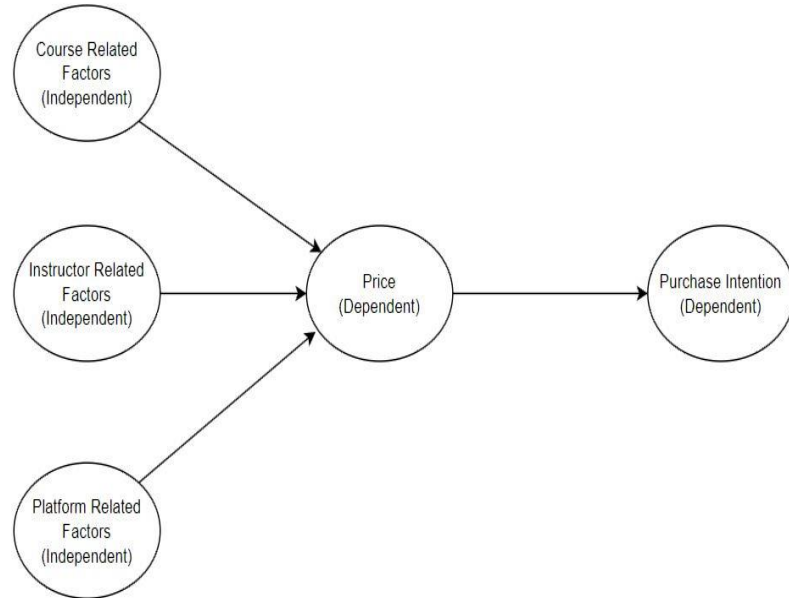 Course Related
Factors
(Independent)
Instructor Related
Factors
(Independent)
Price
(Dependent)
Purchase Intention
(Dependent)
Platform Related
Factors
(Independent)